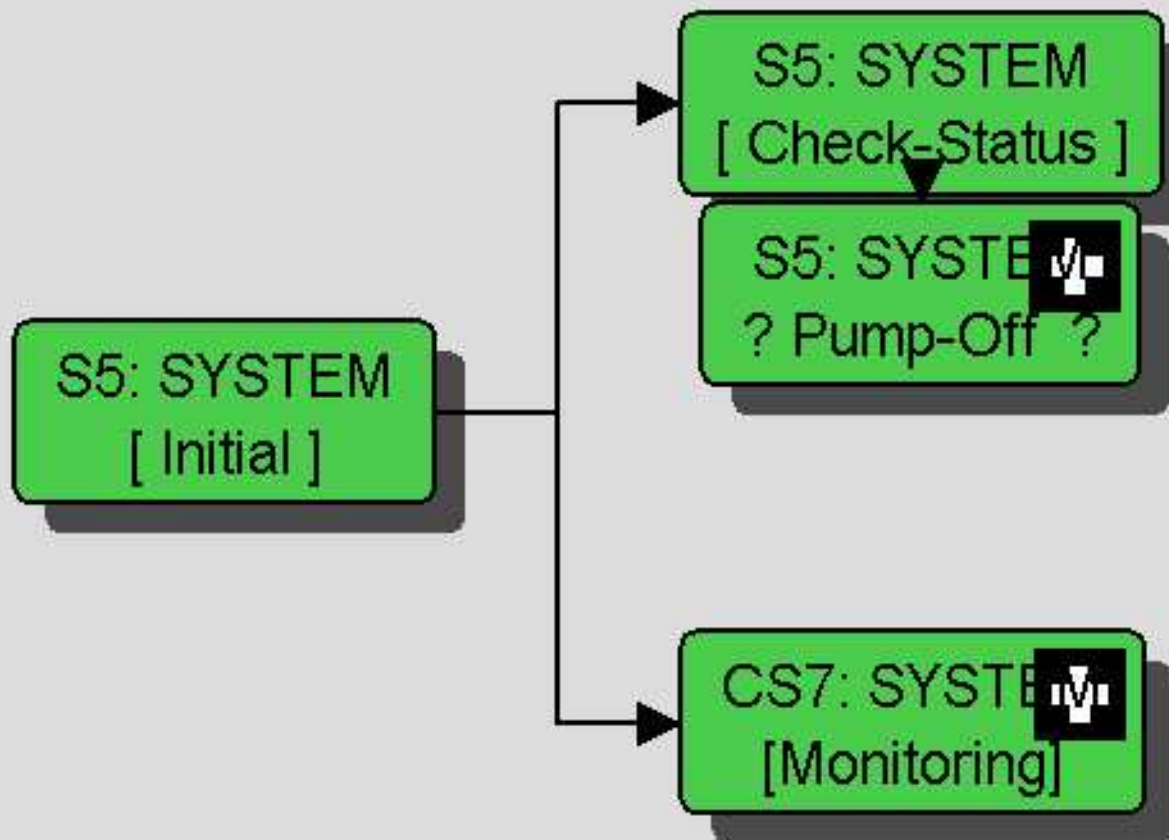 S5: SYSTEM
[ Check-Status ]
S5: SYSTE
? Pump-Off ?
S5: SYSTEM
[ Initial ]
CS7: SYSTE
[Monitoring]